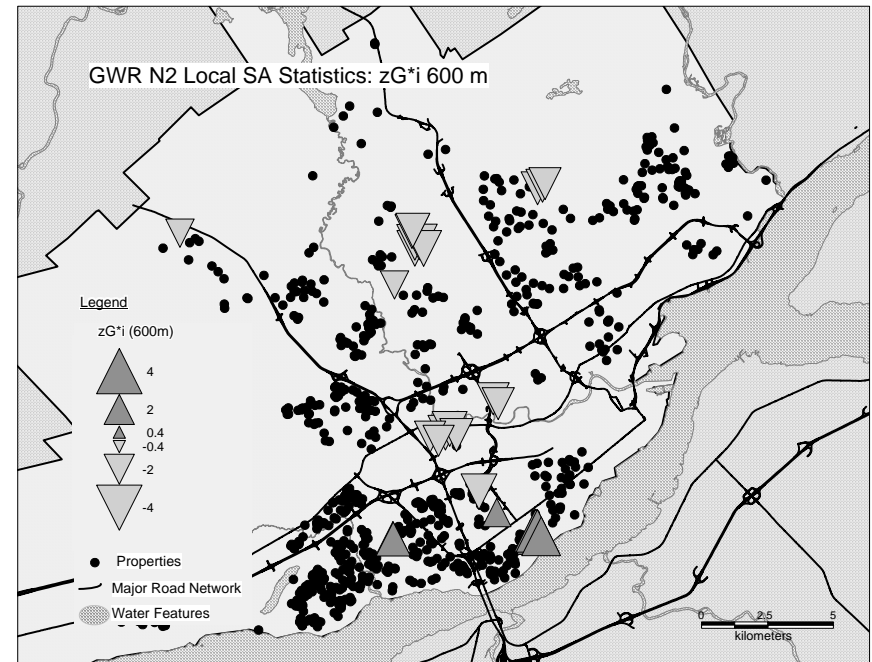 GWR N2 Local SA Statistics: zG*i 600 m
Legend
zG*i (600m)
4
2
0.4
-0.4
-2
-4
Properties
Major Road Network
Water Features
0 2.5 5
kilometers